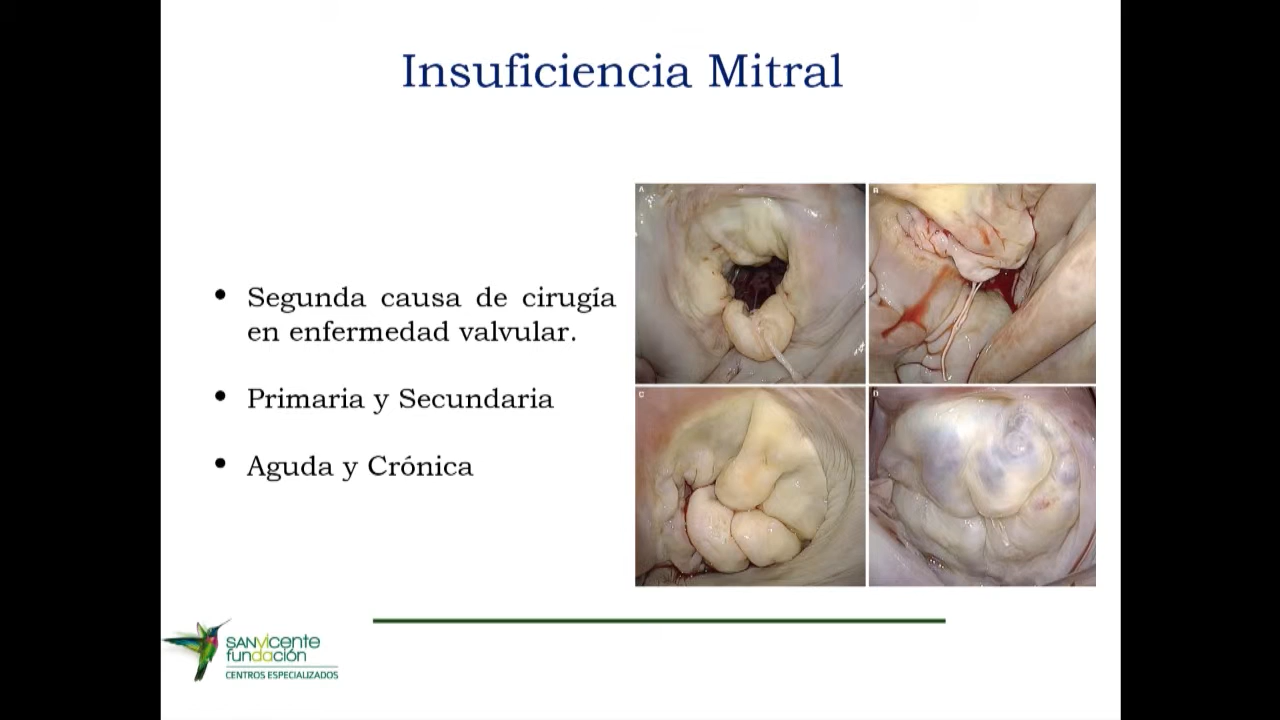 Insuficiencia Mitral
Segunda causa de cirugía
en enfermedad valvular.
Primaria y Secundaria
Aguda y Crónica
A
B
C
D
SANVICENTE
FUNDACIÓN
CENTROS ESPECIALIZADOS